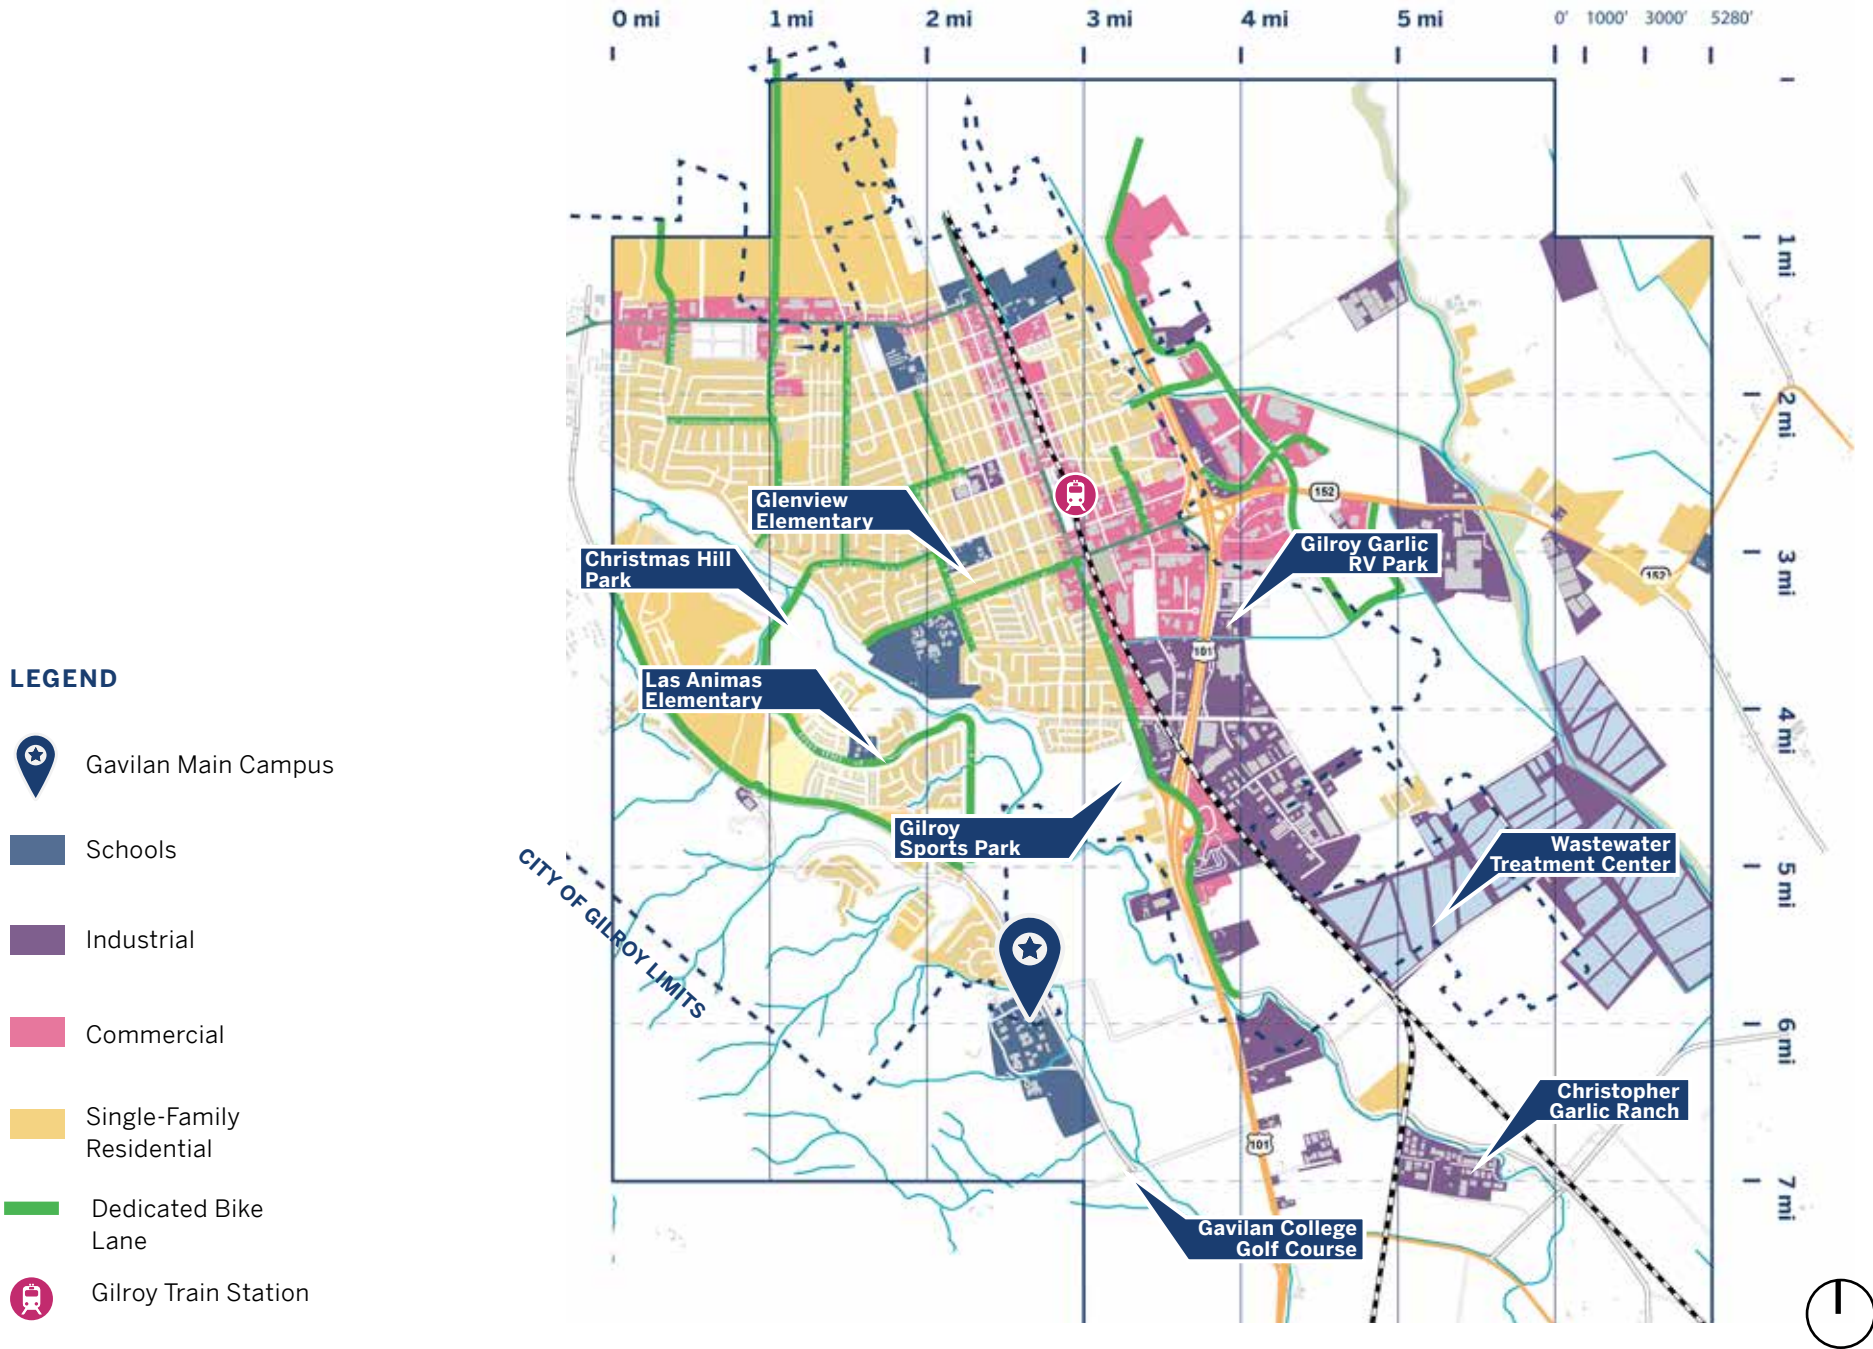 0 mi
1 mi
2 mi
3 mi
4 mi
5 mi
0'
1000'
3000'
5280'
1 mi
2 mi
3 mi
4 mi
5 mi
6 mi
7 mi
Glenview
Elementary
152
Christmas Hill
Park
Gilroy Garlic
RV Park
152
101
Las Animas
Elementary
Gilroy
Sports Park
Wastewater
Treatment Center
CITY OF GILROY LIMITS
Christopher
Garlic Ranch
101
Gavilan College
Golf Course
LEGEND
Gavilan Main Campus
Schools
Industrial
Commercial
Single-Family
Residential
Dedicated Bike
Lane
Gilroy Train Station